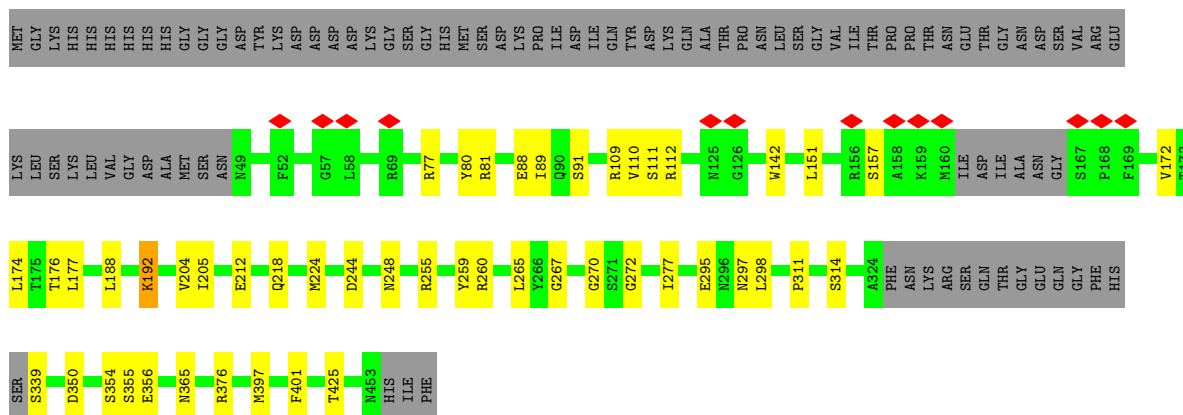 MET GLY LYS HIS HIS HIS HIS HIS HIS GLY GLY GLY ASP TYR LYS ASP ASP ASP ASP LYS GLY SER GLY HIS MET SER ASP LYS PRO ILE ASP ILE GLN TYR ASP LYS GLN ALA THR PRO ASN LEU SER GLY VAL ILE THR PRO PRO THR ASN GLU THR GLY ASN ASP SER VAL ARG GLU
LYS LEU SER LYS LEU VAL GLY ASP ALA MET SER ASN N49 F52 G57 L58 R69 R77 Y80 R81 E88 I89 Q90 S91 R109 V110 S111 R112 N125 G126 W142 L151 R156 S157 A158 K159 M160 ILE ASP ILE ALA ASN GLY S167 P168 F169 V172 T173
L174 T175 T176 L177 L188 K192 V204 I205 E212 Q218 M224 D244 N248 R255 Y259 R260 L265 Y266 G267 G270 S271 G272 I277 E295 N296 N297 L298 P311 S314 A324 PHE ASN LYS ARG SER GLN THR GLY GLU GLN GLY PHE HIS
SER S339 D350 S354 S355 E356 N365 R376 M397 F401 T425 N453 HIS ILE PHE